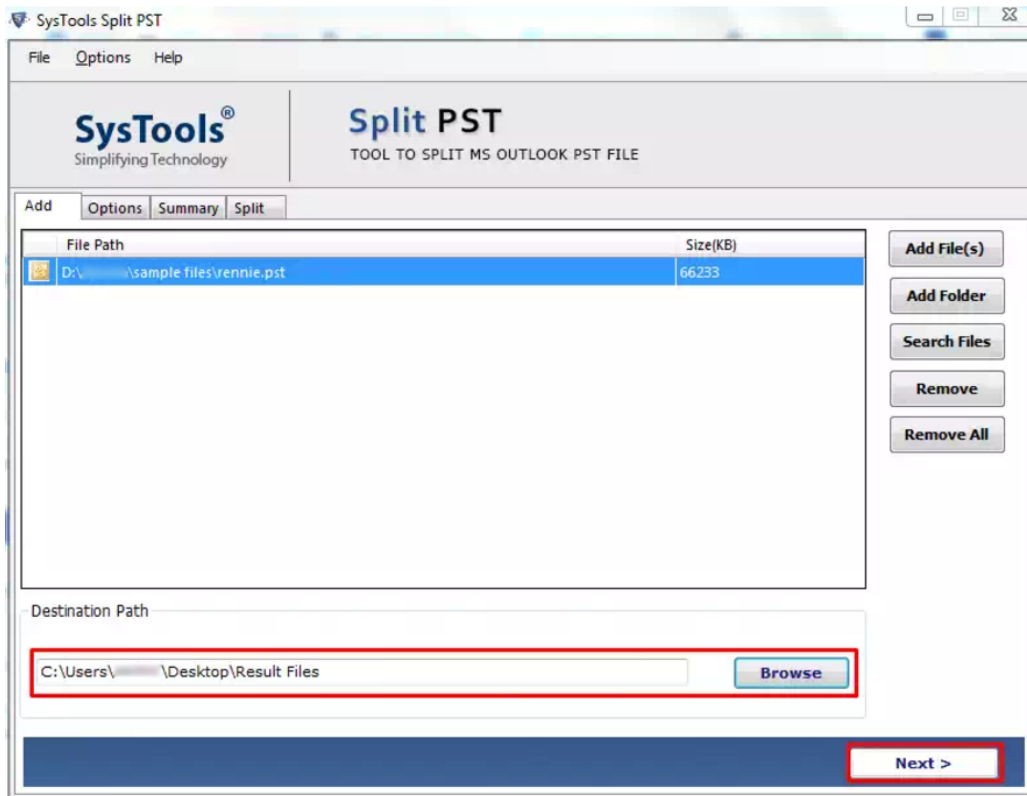 SysTools Split PST
File Options Help
SysTools®
Simplifying Technology
Split PST
TOOL TO SPLIT MS OUTLOOK PST FILE
Add Options Summary Split
File Path Size(KB)
D:\ \sample files\rennie.pst 66233
Add File(s)
Add Folder
Search Files
Remove
Remove All
Destination Path
C:\Users\ \Desktop\Result Files Browse
Next >